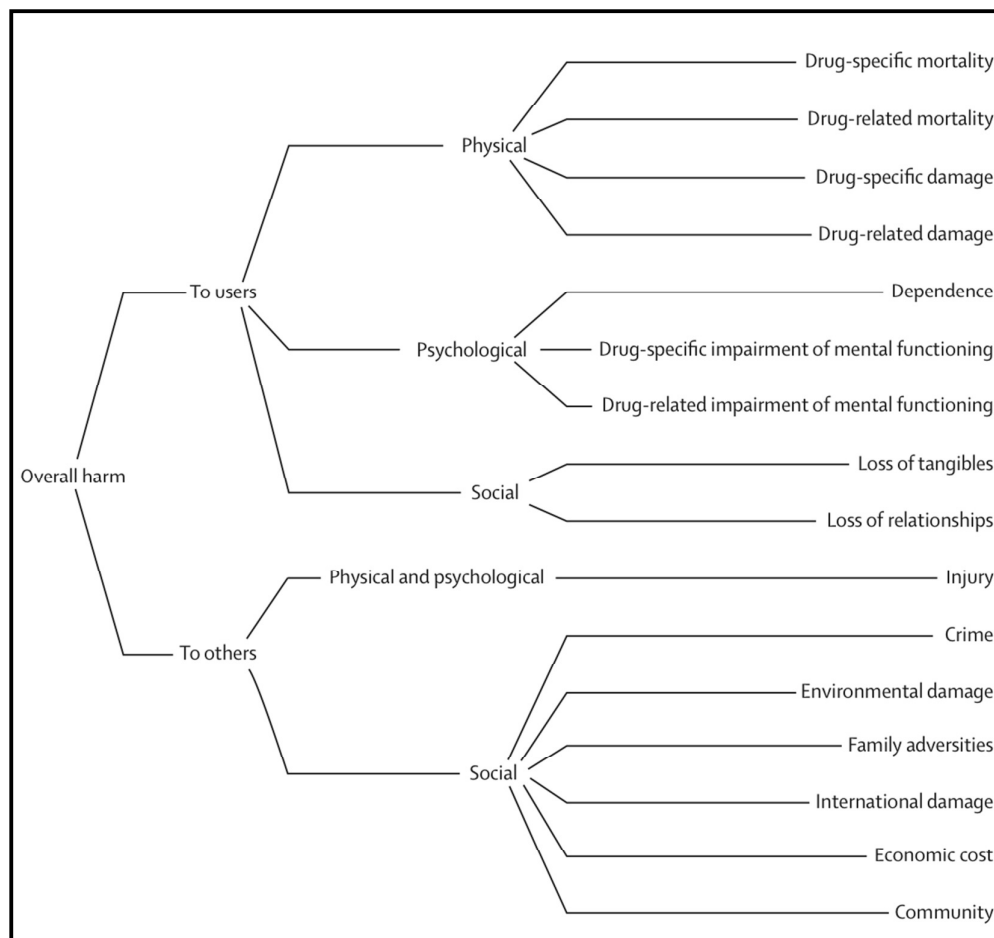 Drug-specific mortality
Drug-related mortality
Physical
Drug-specific damage
Drug-related damage
To users
Dependence
Psychological
Drug-specific impairment of mental functioning
Drug-related impairment of mental functioning
Overall harm
Loss of tangibles
Social
Loss of relationships
Physical and psychological
Injury
To others
Crime
Environmental damage
Family adversities
Social
International damage
Economic cost
Community